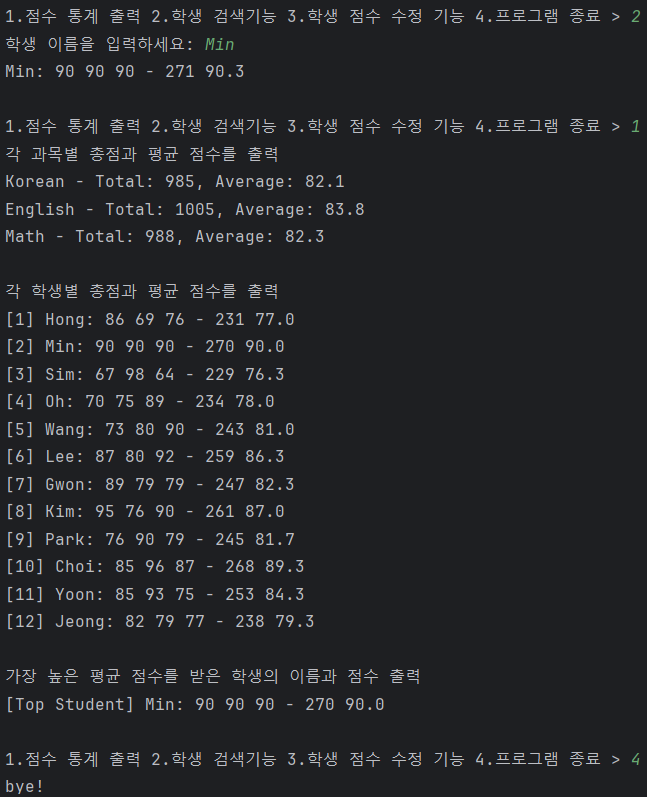 1.점수 통계 출력 2.학생 검색기능 3.학생 점수 수정 기능 4.프로그램 종료 > 2
학생 이름을 입력하세요: Min
Min: 90 90 90 - 271 90.3
1.점수 통계 출력 2.학생 검색기능 3.학생 점수 수정 기능 4.프로그램 종료 > 1
각 과목별 총점과 평균 점수를 출력
Korean - Total: 985, Average: 82.1
English - Total: 1005, Average: 83.8
Math - Total: 988, Average: 82.3
각 학생별 총점과 평균 점수를 출력
[1] Hong: 86 69 76 - 231 77.0
[2] Min: 90 90 90 - 270 90.0
[3] Sim: 67 98 64 - 229 76.3
[4] Oh: 70 75 89 - 234 78.0
[5] Wang: 73 80 90 - 243 81.0
[6] Lee: 87 80 92 - 259 86.3
[7] Gwon: 89 79 79 - 247 82.3
[8] Kim: 95 76 90 - 261 87.0
[9] Park: 76 90 79 - 245 81.7
[10] Choi: 85 96 87 - 268 89.3
[11] Yoon: 85 93 75 - 253 84.3
[12] Jeong: 82 79 77 - 238 79.3
가장 높은 평균 점수를 받은 학생의 이름과 점수 출력
[Top Student] Min: 90 90 90 - 270 90.0
1.점수 통계 출력 2.학생 검색기능 3.학생 점수 수정 기능 4.프로그램 종료 > 4
bye!